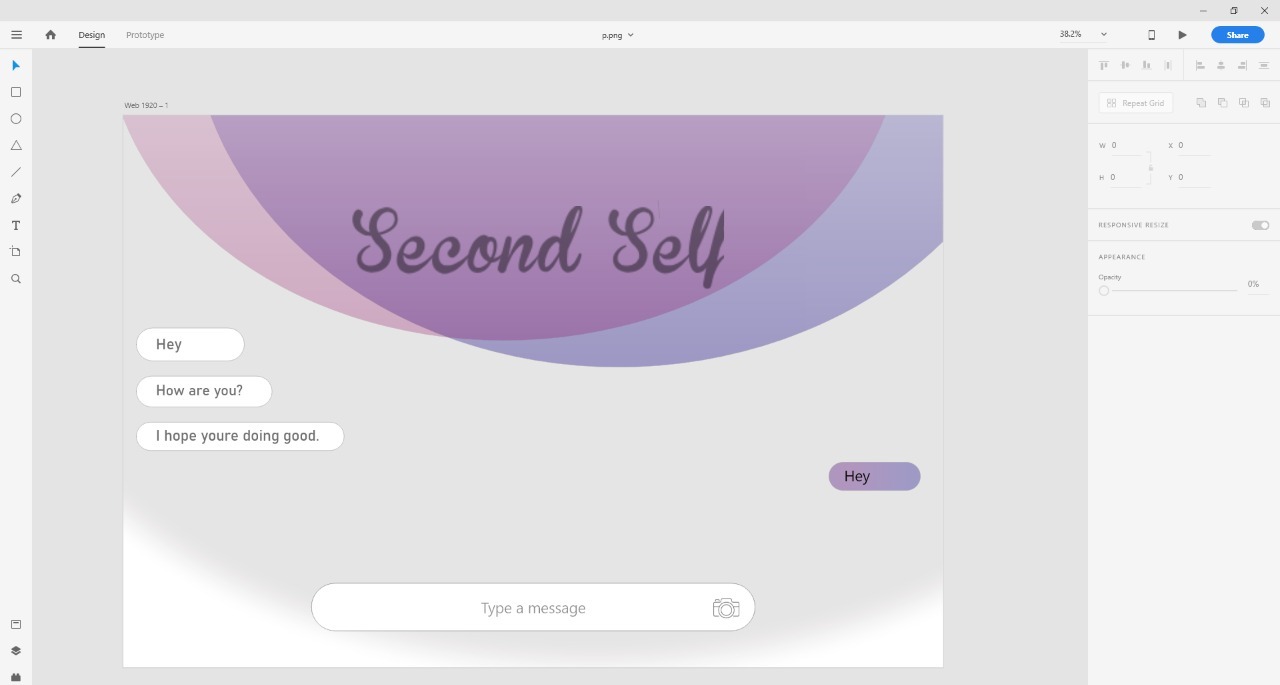 Design Prototype p.png 38.2% Share
Web 1920 – 1
Repeat Grid
W 0 X 0
H 0 Y 0
RESPONSIVE RESIZE
APPEARANCE
Opacity
0%
Second Self
Hey
How are you?
I hope youre doing good.
Hey
Type a message
T